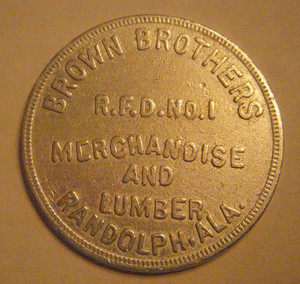 BROWN BROTHERS
R.F.D.NO.1
MERCHANDISE
AND
LUMBER
RANDOLPH, ALA.